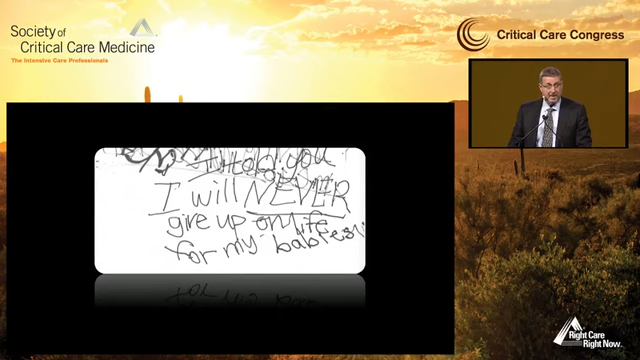 Society of
Critical Care Medicine
The Intensive Care Professionals
Critical Care Congress
I told you
guys!!!
I will NEVER
give up on life
for my babies!
Right Care
Right Now